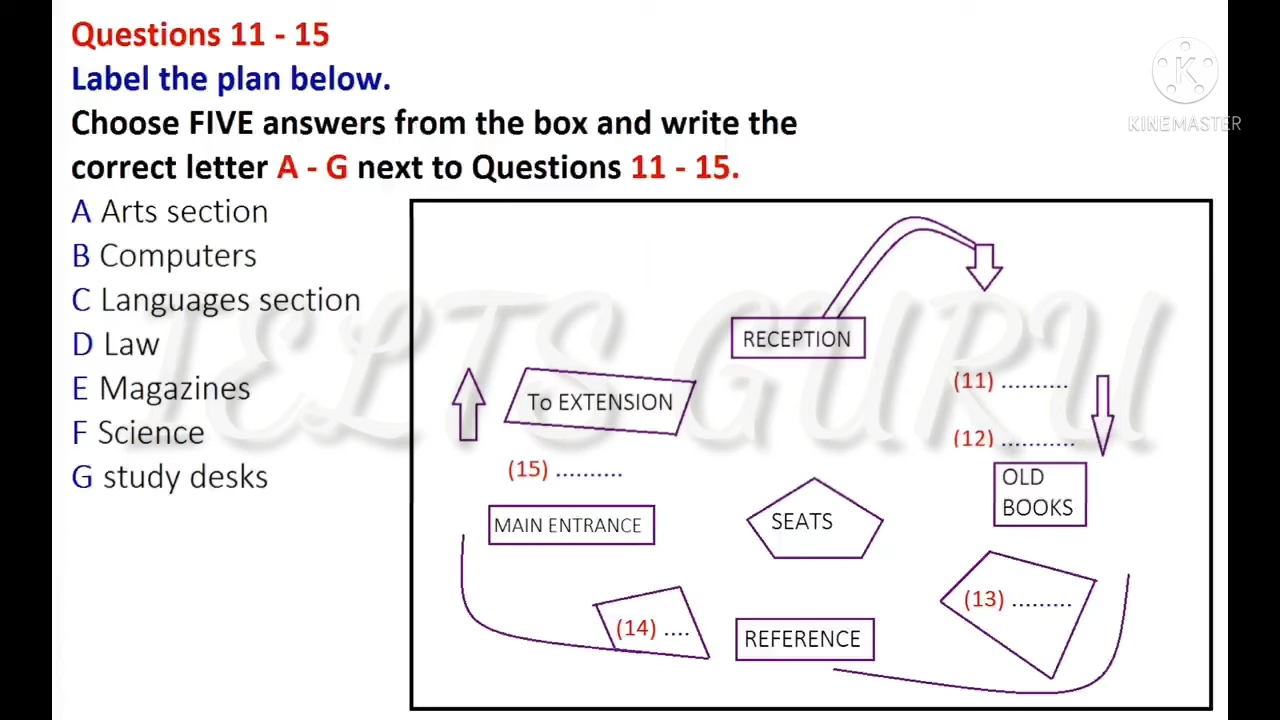 Questions 11 - 15
Label the plan below.
Choose FIVE answers from the box and write the
correct letter A - G next to Questions 11 - 15.
A Arts section
B Computers
C Languages section
D Law
E Magazines
F Science
G study desks
KINEMASTER
K
IELTS GURU
RECEPTION
To EXTENSION
(11) ..........
(12) ...........
(15) ..........
OLD
BOOKS
MAIN ENTRANCE
SEATS
(13) .........
(14) ....
REFERENCE